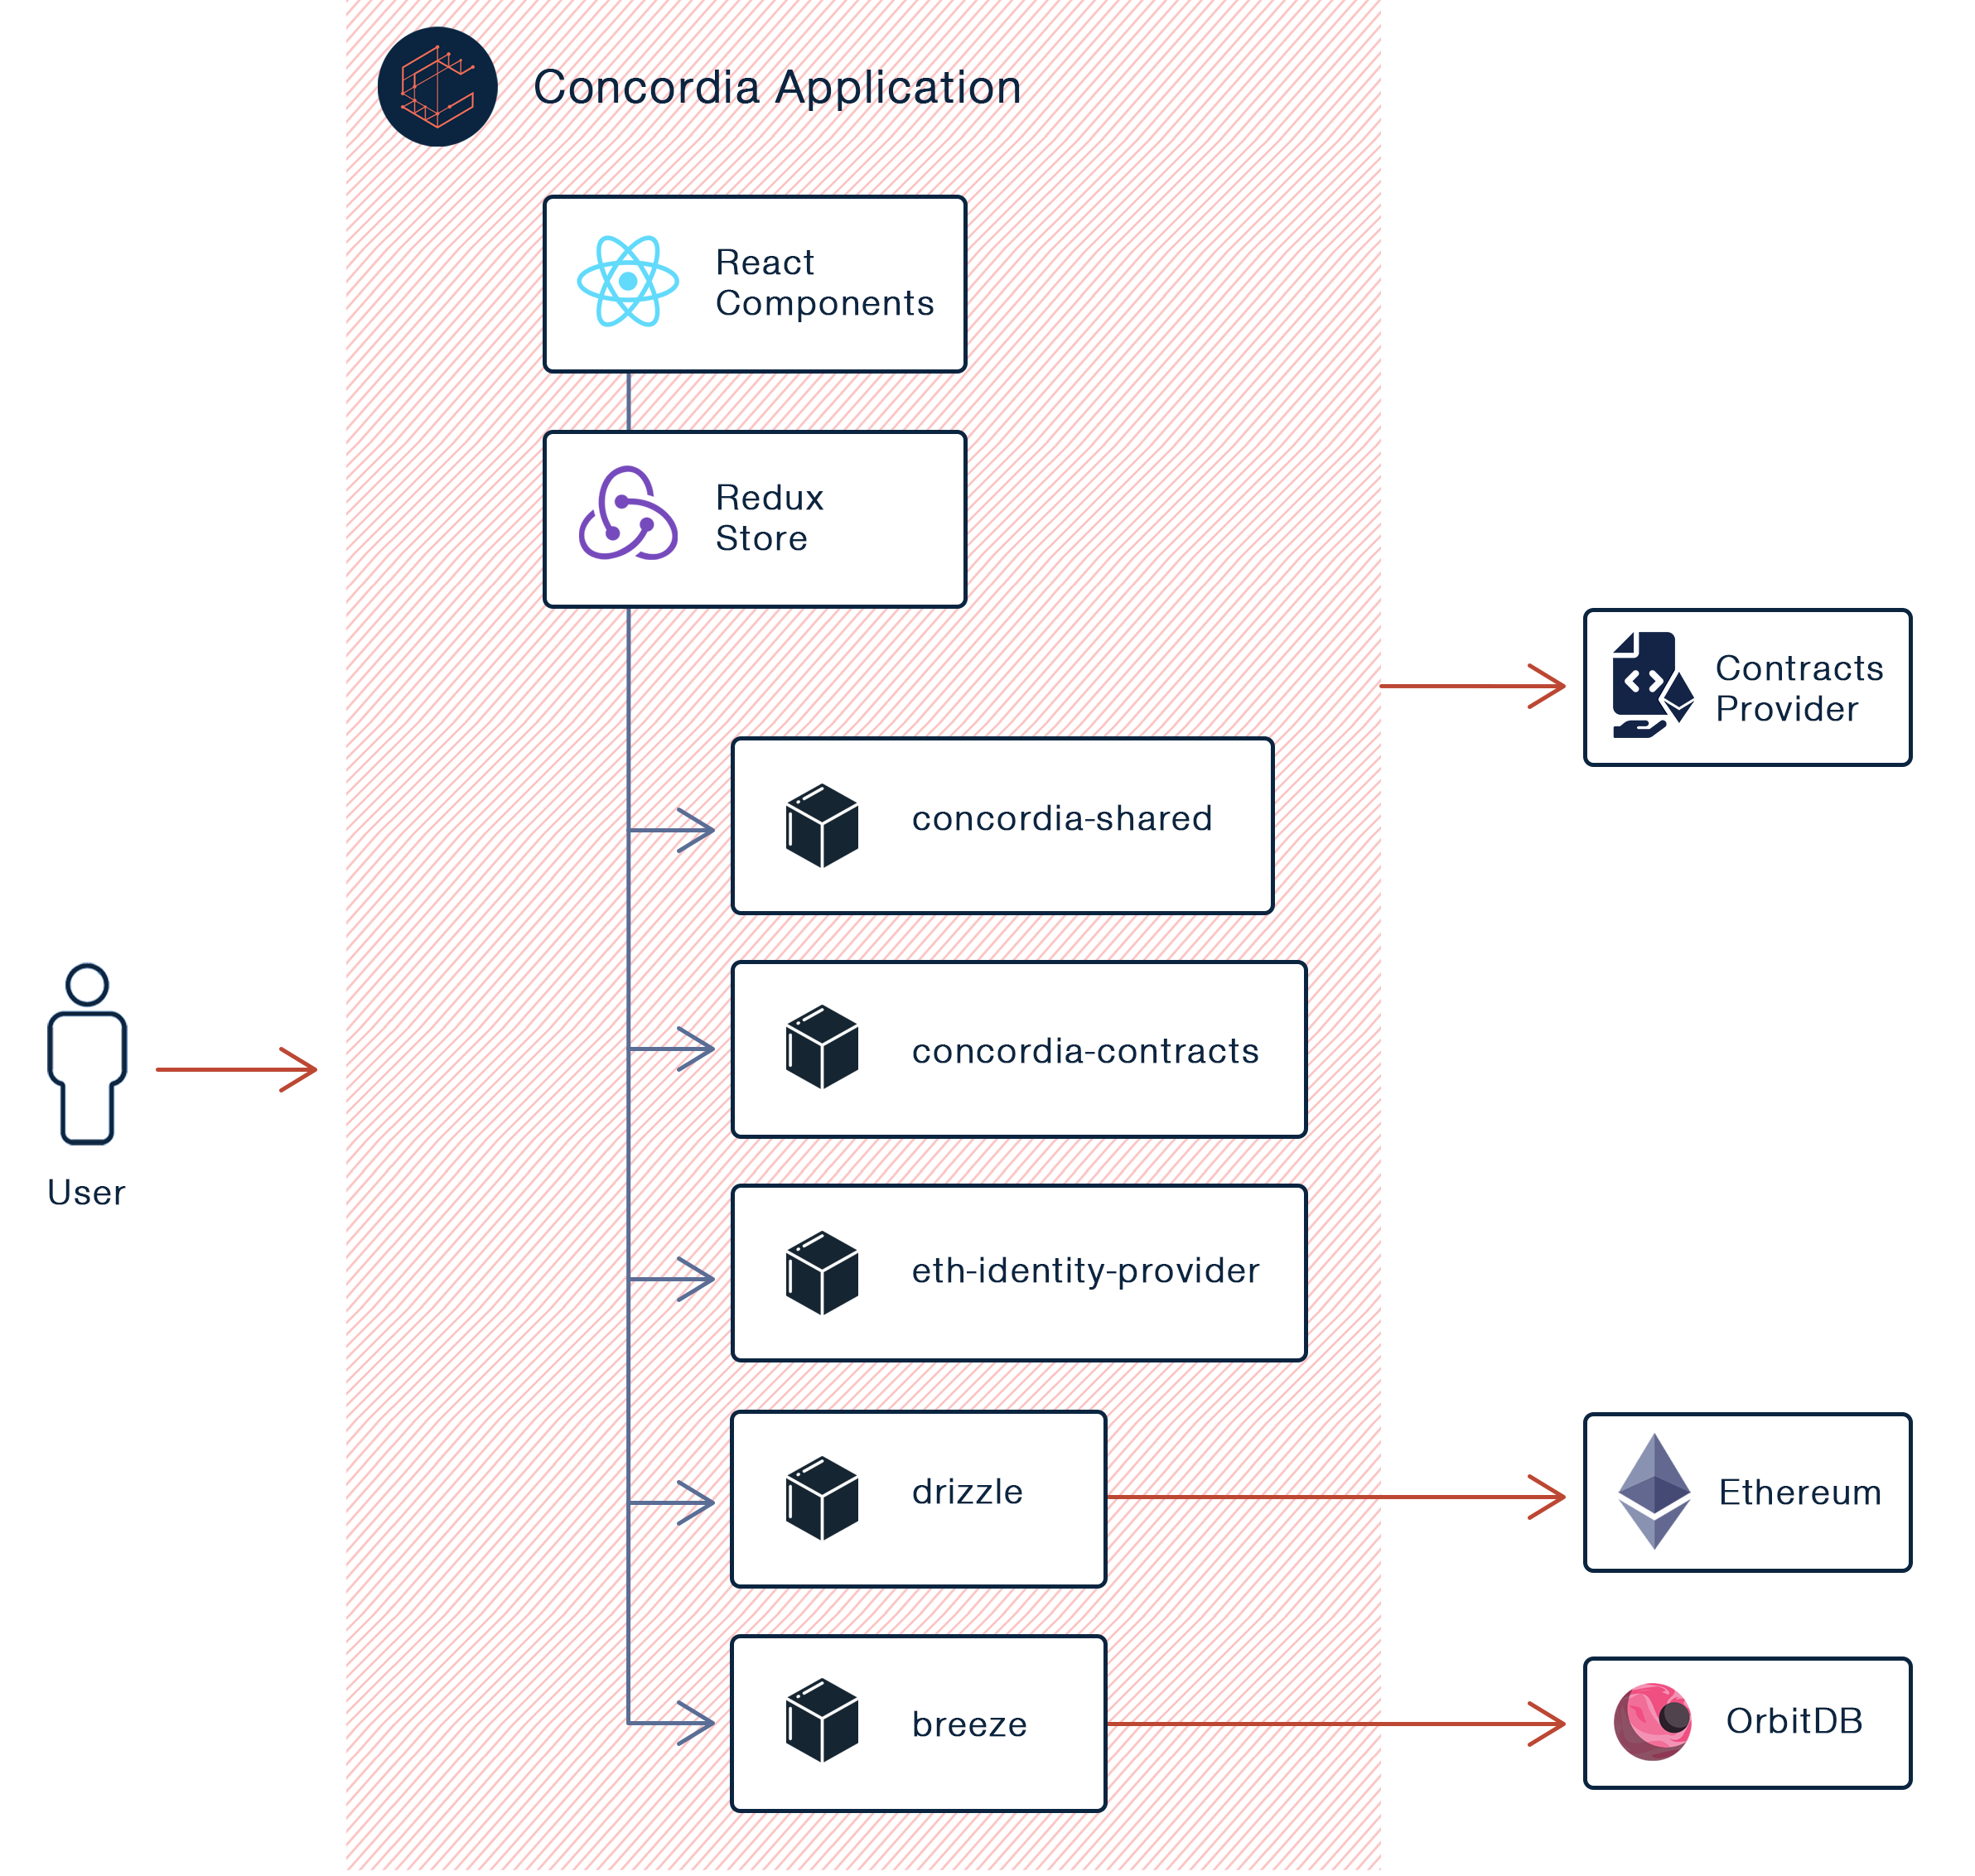 Concordia Application
React
Components
Redux
Store
Contracts
Provider
concordia-shared
concordia-contracts
User
eth-identity-provider
drizzle
Ethereum
breeze
OrbitDB